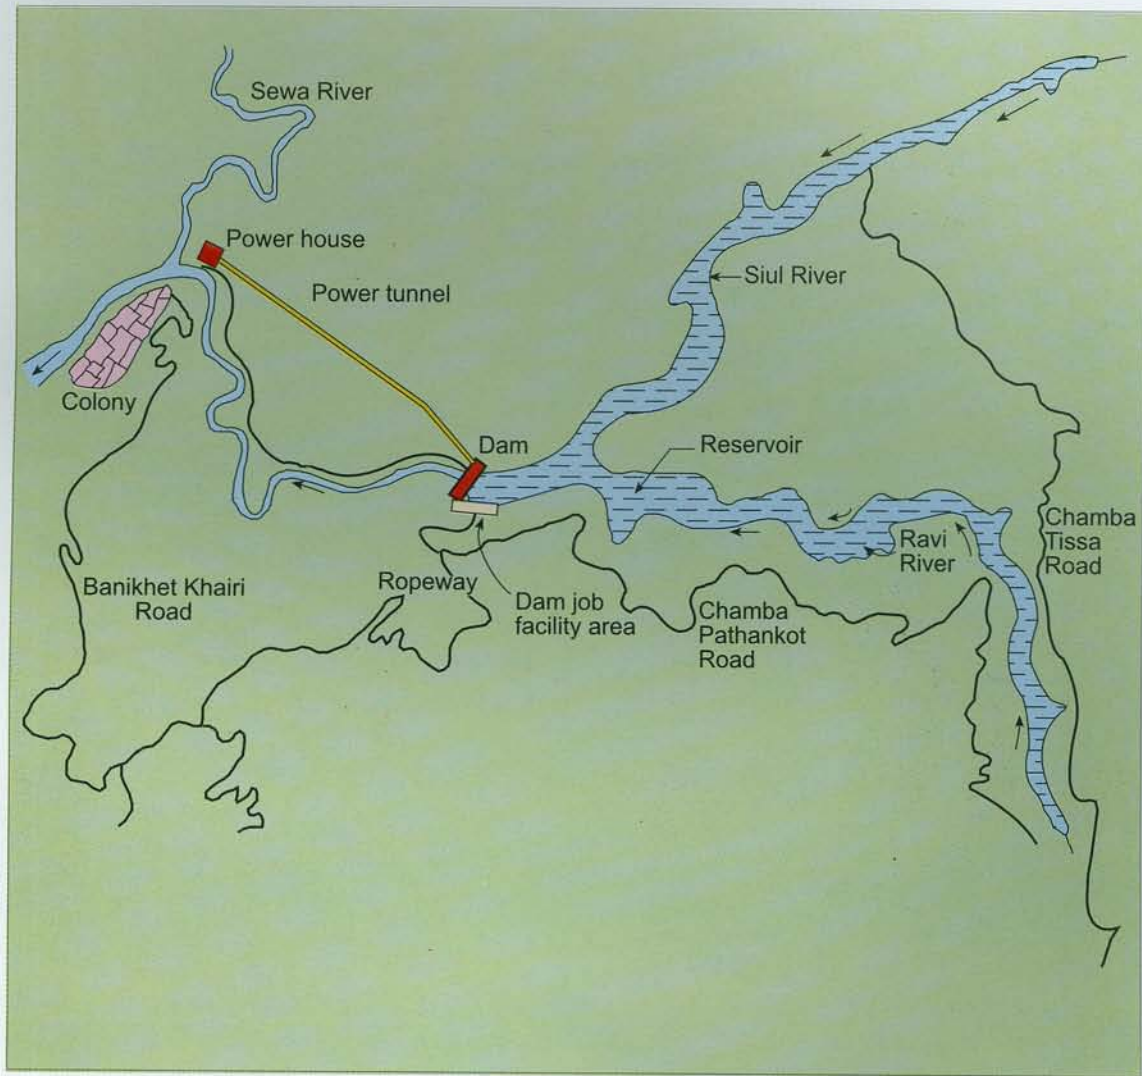 Sewa River
Power house
Power tunnel
Siul River
Colony
Dam
Reservoir
Ravi
River
Chamba
Tissa
Road
Banikhet Khairi
Road
Ropeway
Dam job
facility area
Chamba
Pathankot
Road